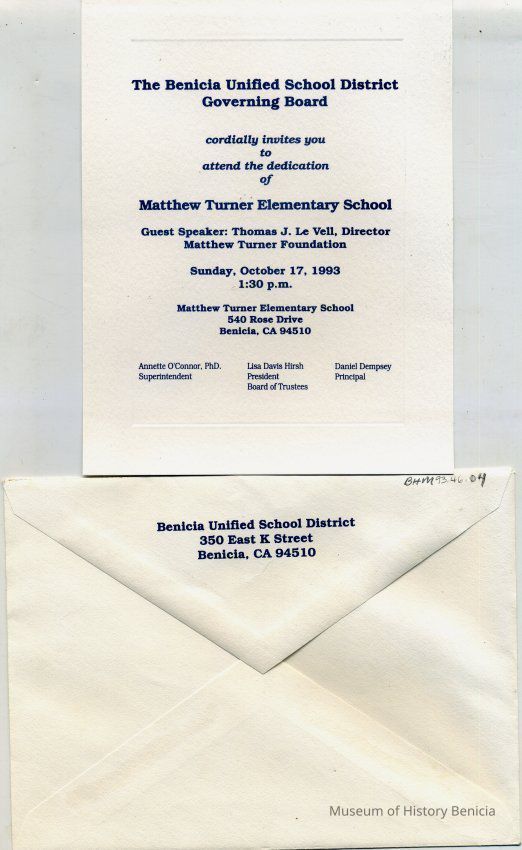 The Benicia Unified School District
Governing Board
cordially invites you
to
attend the dedication
of
Matthew Turner Elementary School
Guest Speaker: Thomas J. Le Vell, Director
Matthew Turner Foundation
Sunday, October 17, 1993
1:30 p.m.
Matthew Turner Elementary School
540 Rose Drive
Benicia, CA 94510
Annette O'Connor, PhD.
Superintendent
Lisa Davis Hirsh
President
Board of Trustees
Daniel Dempsey
Principal
BHM93.46.04
Benicia Unified School District
350 East K Street
Benicia, CA 94510
Museum of History Benicia